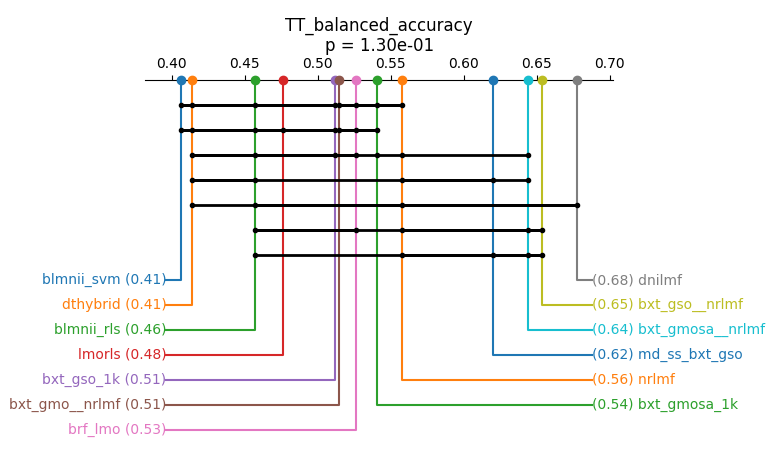 TT_balanced_accuracy
p = 1.30e-01
0.40 0.45 0.50 0.55 0.60 0.65 0.70
blmnii_svm (0.41)
(0.68) dnilmf
dthybrid (0.41)
(0.65) bxt_gso__nrlmf
blmnii_rls (0.46)
(0.64) bxt_gmosa__nrlmf
lmorls (0.48)
(0.62) md_ss_bxt_gso
bxt_gso_1k (0.51)
(0.56) nrlmf
bxt_gmo__nrlmf (0.51)
(0.54) bxt_gmosa_1k
brf_lmo (0.53)